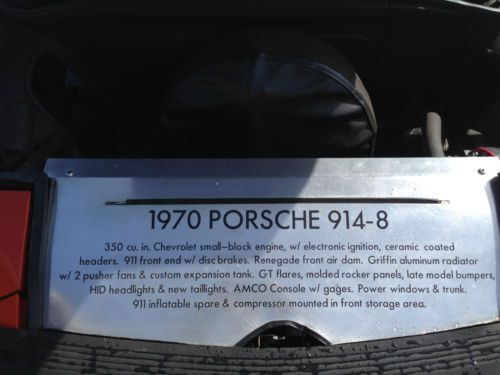 1970 PORSCHE 914-8
350 cu. in. Chevrolet small-block engine, w/ electronic ignition, ceramic coated
headers. 911 front end w/ disc brakes. Renegade front air dam. Griffin aluminum radiator
w/ 2 pusher fans & custom expansion tank. GT flares, molded rocker panels, late model bumpers,
HID headlights & new taillights. AMCO Console w/ gages. Power windows & trunk.
911 inflatable spare & compressor mounted in front storage area.